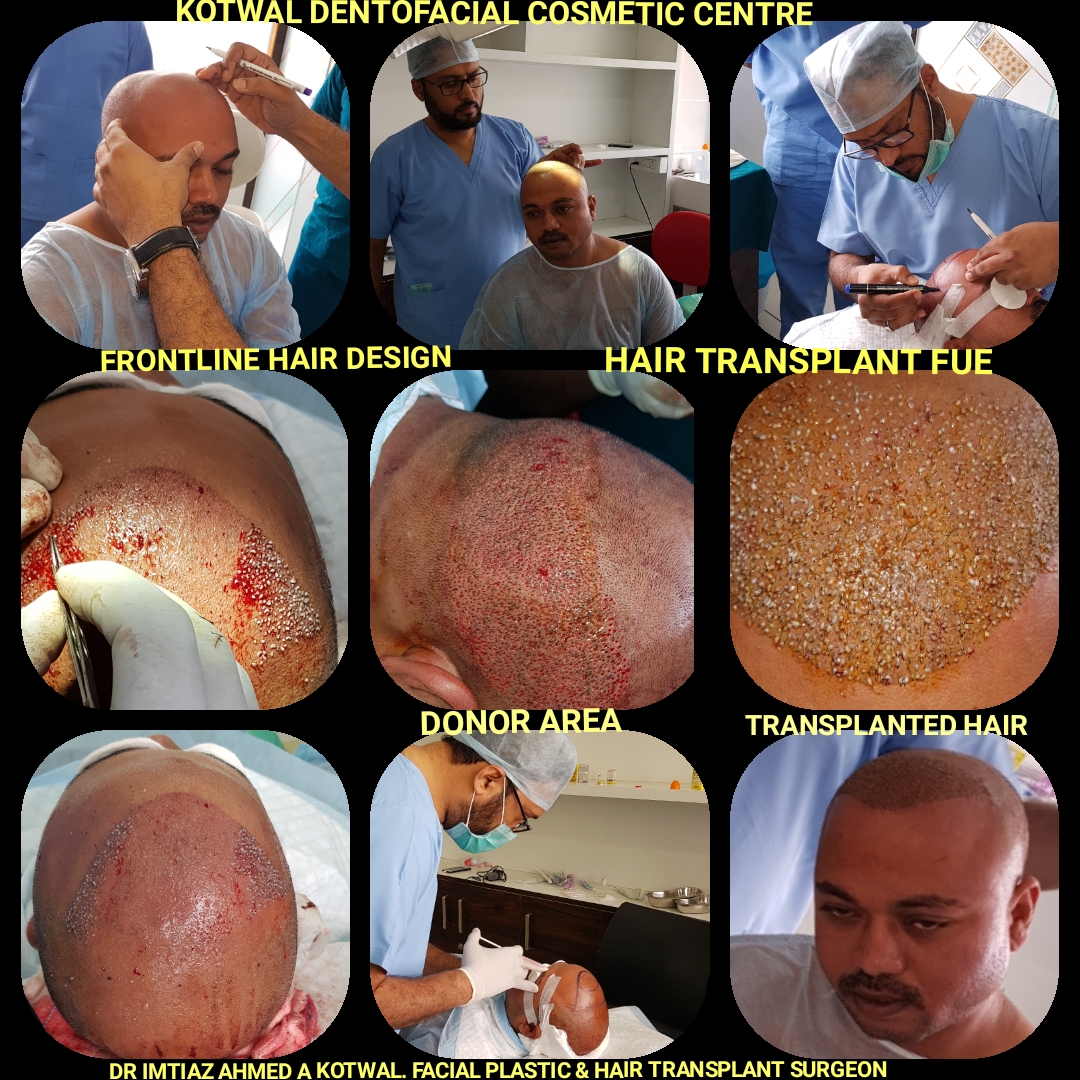 KOTWAL DENTOFACIAL COSMETIC CENTRE
FRONTLINE HAIR DESIGN
HAIR TRANSPLANT FUE
DONOR AREA
TRANSPLANTED HAIR
DR IMTIAZ AHMED A KOTWAL. FACIAL PLASTIC & HAIR TRANSPLANT SURGEON